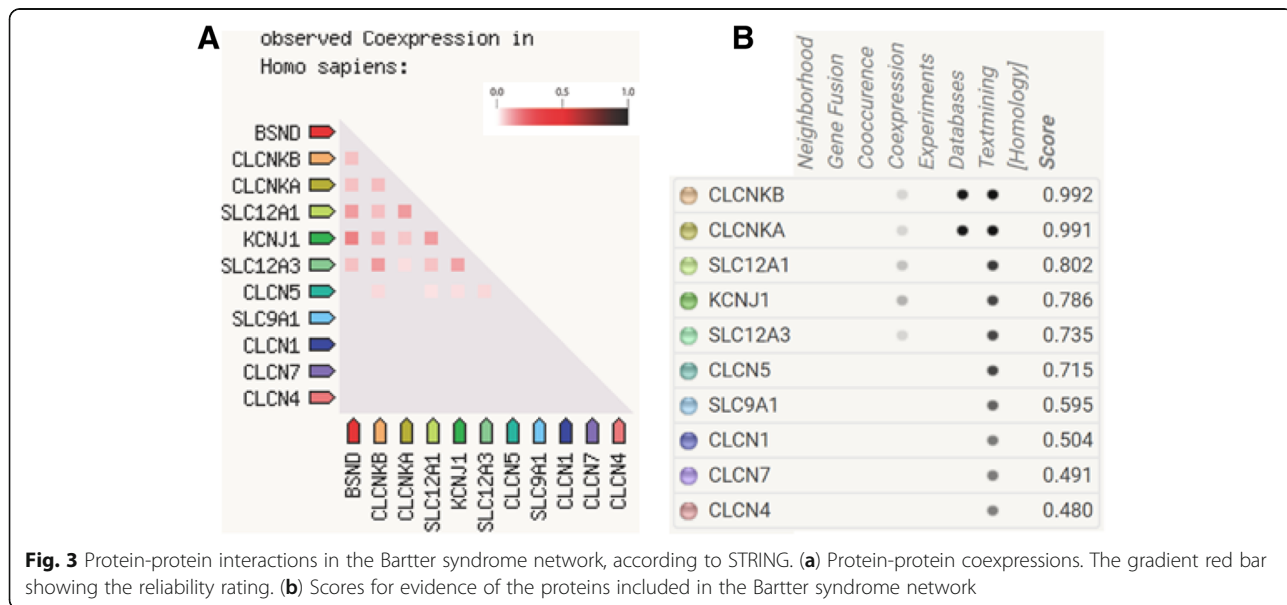 A
observed Coexpression in
Homo sapiens:
0.0 0.5 1.0
BSND
CLCNKB
CLCNKA
SLC12A1
KCNJ1
SLC12A3
CLCN5
SLC9A1
CLCN1
CLCN7
CLCN4
BSND
CLCNKB
CLCNKA
SLC12A1
KCNJ1
SLC12A3
CLCN5
SLC9A1
CLCN1
CLCN7
CLCN4
B
Neighborhood
Gene Fusion
Cooccurence
Coexpression
Experiments
Databases
Textmining
[Homology]
Score
CLCNKB 0.992
CLCNKA 0.991
SLC12A1 0.802
KCNJ1 0.786
SLC12A3 0.735
CLCN5 0.715
SLC9A1 0.595
CLCN1 0.504
CLCN7 0.491
CLCN4 0.480
Fig. 3 Protein-protein interactions in the Bartter syndrome network, according to STRING. (a) Protein-protein coexpressions. The gradient red bar
showing the reliability rating. (b) Scores for evidence of the proteins included in the Bartter syndrome network